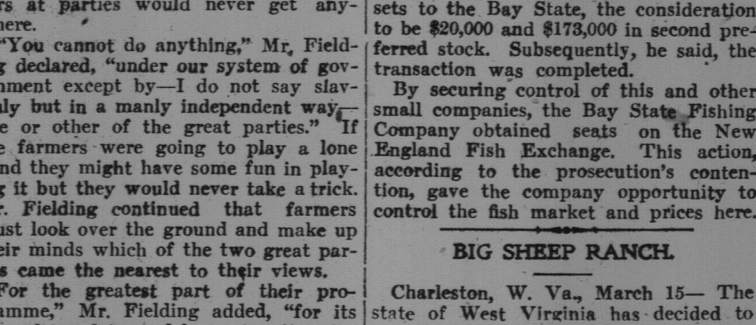 at parties would never get any-
"You cannot do anything," Mr. Field-
declared, "under our system of gov-
except by—I do not say slav-
but in a manly independent way,—
or other of the great parties." If
farmers were going to play a lone
they might have some fun in play-
it but they would never take a trick.
Fielding continued that farmers
look over the ground and make up
minds which of the two great par-
came the nearest to their views.
For the greatest part of their pro-
Mr. Fielding added, "for its
sets to the Bay State, the consideration
to be $20,000 and $173,000 in second pre-
ferred stock. Subsequently, he said, the
transaction was completed.
By securing control of this and other
small companies, the Bay State Fishing
Company obtained seats on the New
England Fish Exchange. This action,
according to the prosecution's conten-
tion, gave the company opportunity to
control the fish market and prices here.
BIG SHEEP RANCH.
Charleston, W. Va., March 15— The
state of West Virginia has decided to